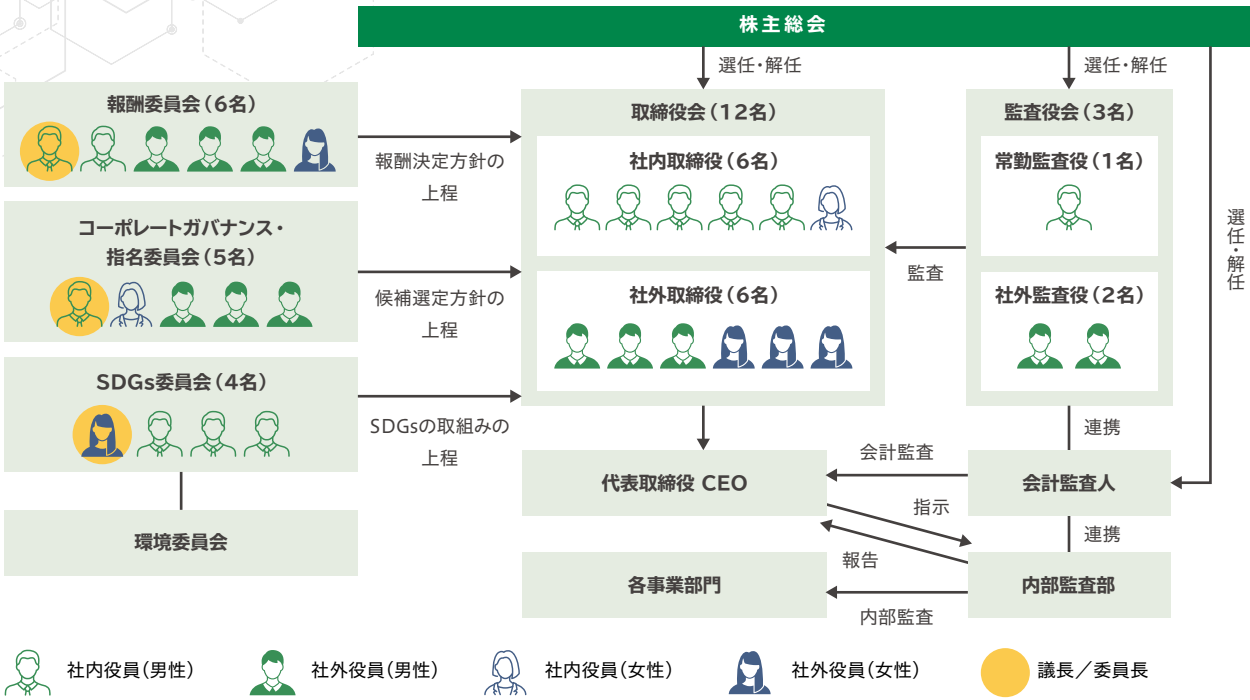 株主総会
選任・解任
選任・解任
選任・解任
報酬委員会（6名）
報酬決定方針の
上程
コーポレートガバナンス・
指名委員会（5名）
候補選定方針の
上程
SDGs委員会（4名）
SDGsの取組みの
上程
環境委員会
取締役会（12名）
社内取締役（6名）
社外取締役（6名）
監査役会（3名）
常勤監査役（1名）
社外監査役（2名）
監査
連携
会計監査
代表取締役 CEO
会計監査人
指示
連携
報告
各事業部門
内部監査部
内部監査
社内役員（男性）
社外役員（男性）
社内役員（女性）
社外役員（女性）
議長／委員長